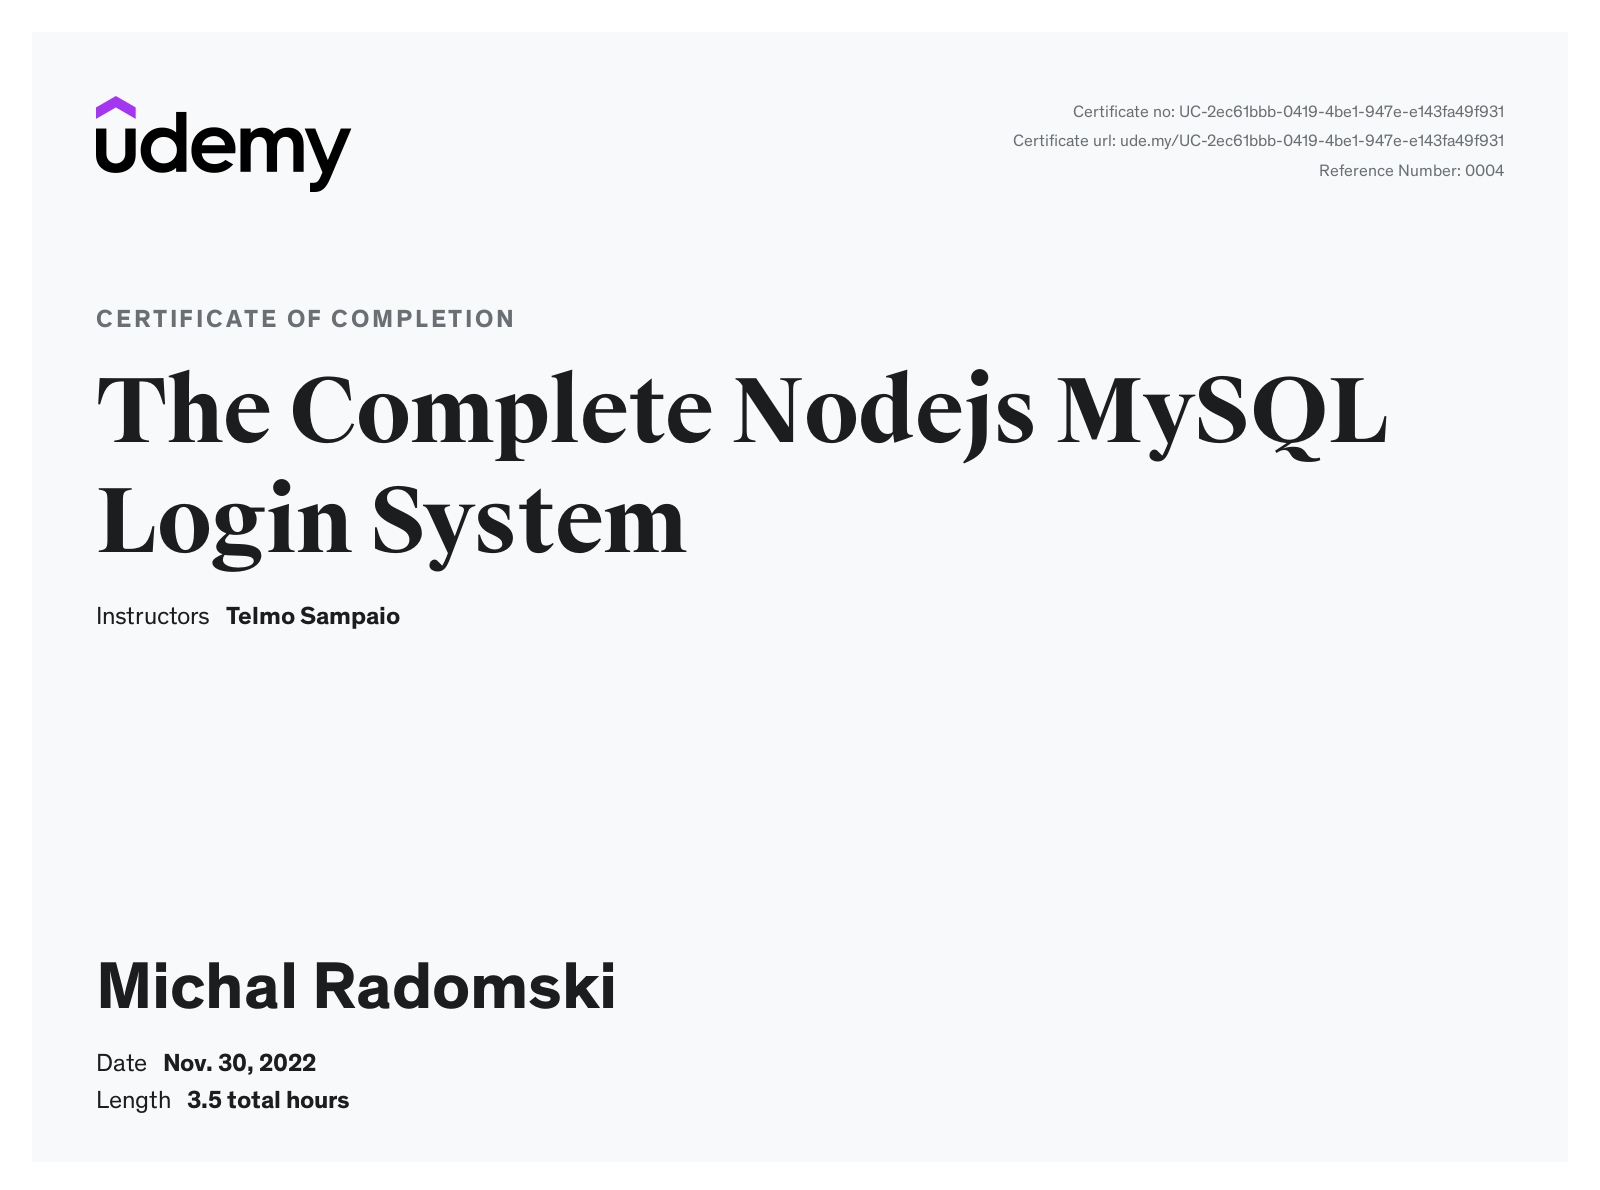 udemy
Certificate no: UC-2ec61bbb-0419-4be1-947e-e143fa49f931
Certificate url: ude.my/UC-2ec61bbb-0419-4be1-947e-e143fa49f931
Reference Number: 0004
CERTIFICATE OF COMPLETION
The Complete Nodejs MySQL
Login System
Instructors Telmo Sampaio
Michal Radomski
Date Nov. 30, 2022
Length 3.5 total hours